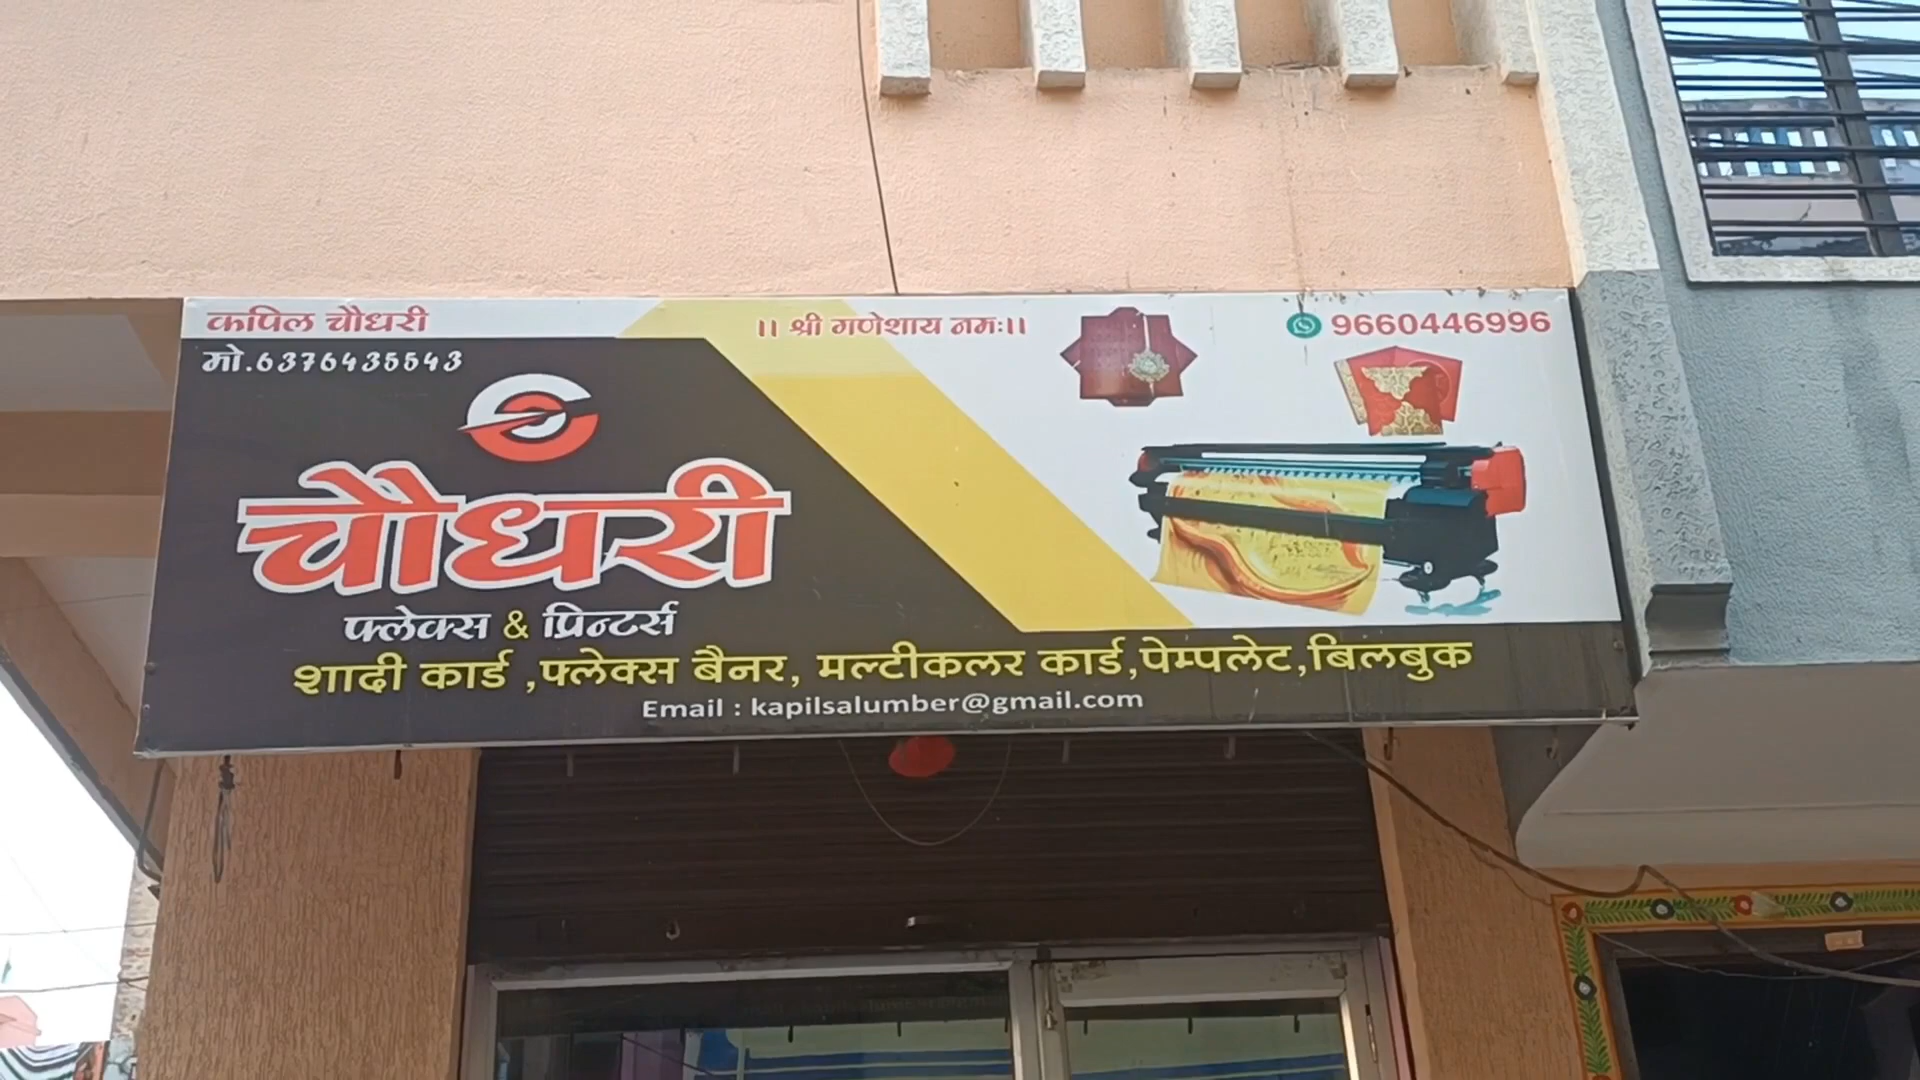 कपिल चौधरी
।। श्री गणेशाय नमः।।
9660446996
मो.6376435543
चौधरी
फ्लेक्स & प्रिन्टर्स
शादी कार्ड ,फ्लेक्स बैनर, मल्टीकलर कार्ड,पेम्पलेट,बिलबुक
Email : kapilsalumber@gmail.com